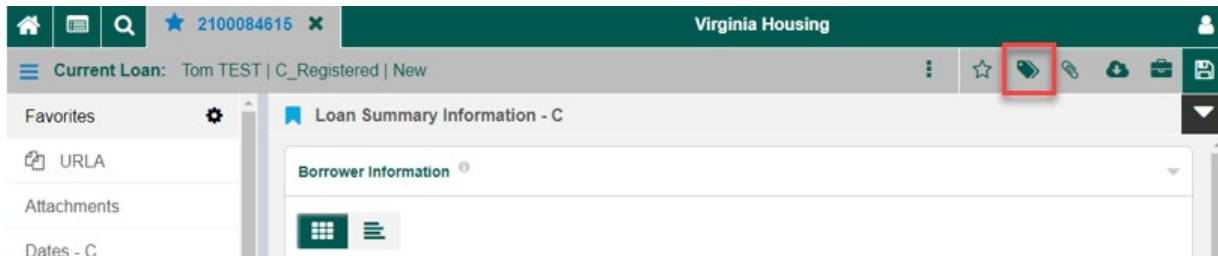 2100084615
Virginia Housing
Current Loan: Tom TEST | C_Registered | New
Favorites
Loan Summary Information - C
URLA
Borrower Information
Attachments
Dates - C